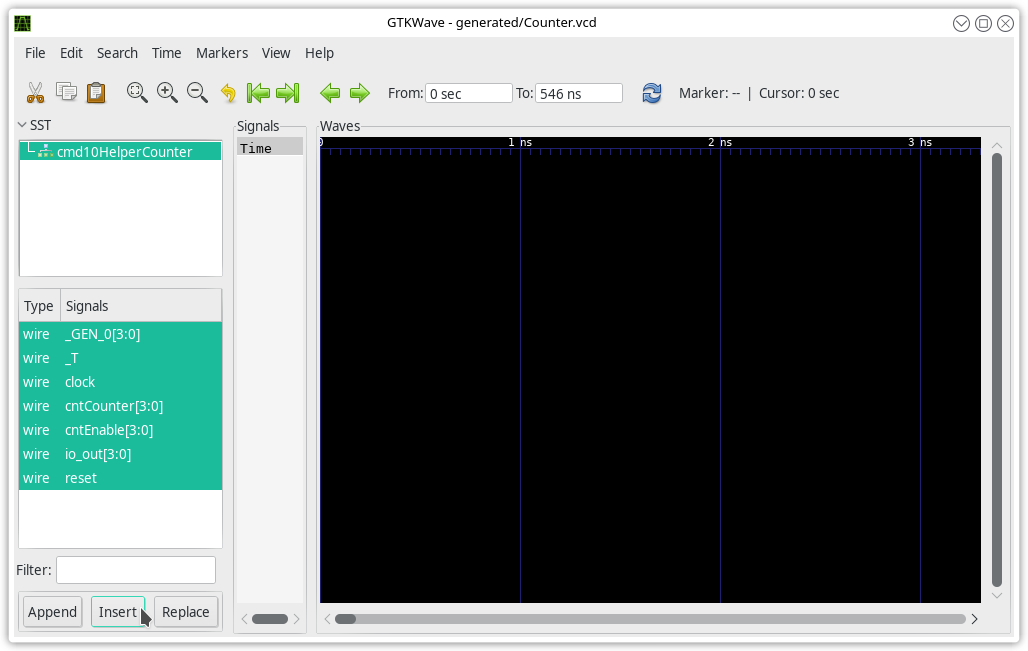 GTKWave - generated/Counter.vcd
File Edit Search Time Markers View Help
From: 0 sec To: 546 ns Marker: -- | Cursor: 0 sec
SST
cmd10HelperCounter
Type Signals
wire _GEN_0[3:0]
wire _T
wire clock
wire cntCounter[3:0]
wire cntEnable[3:0]
wire io_out[3:0]
wire reset
Filter:
Append Insert Replace
Signals
Time
Waves
0 1 ns 2 ns 3 ns